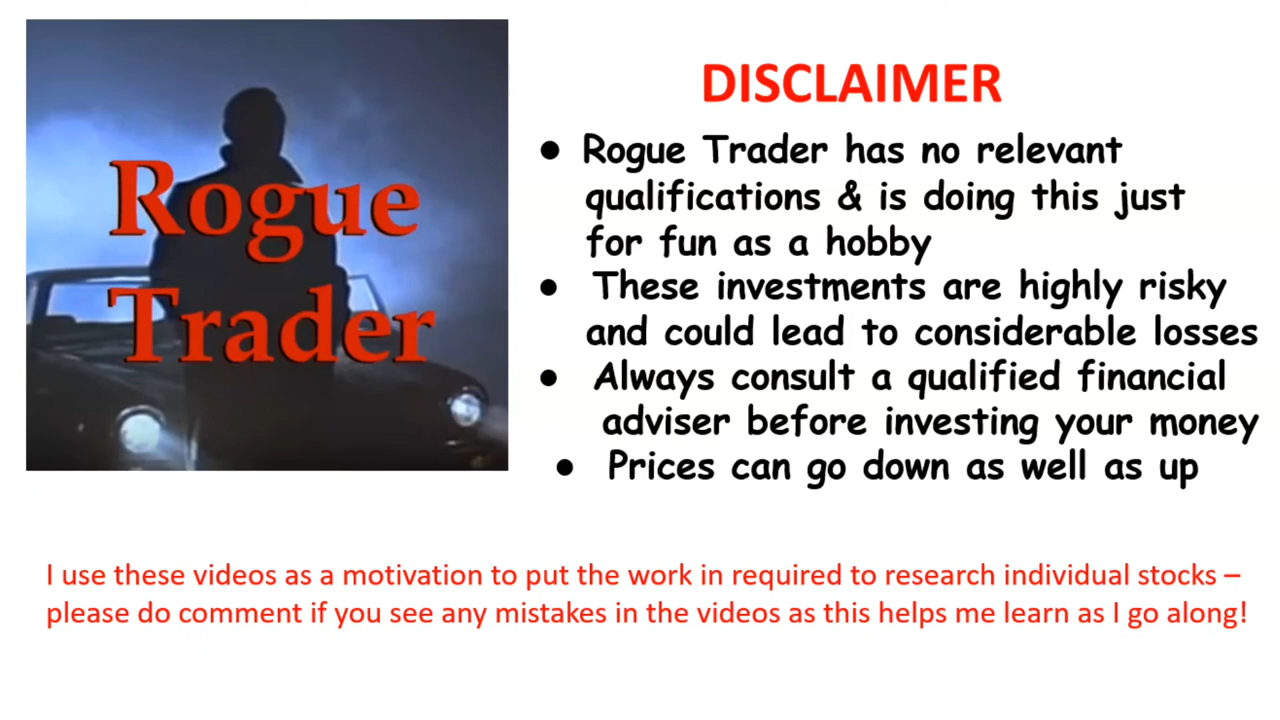 Rogue
Trader
DISCLAIMER
● Rogue Trader has no relevant
qualifications & is doing this just
for fun as a hobby
● These investments are highly risky
and could lead to considerable losses
● Always consult a qualified financial
adviser before investing your money
● Prices can go down as well as up
I use these videos as a motivation to put the work in required to research individual stocks –
please do comment if you see any mistakes in the videos as this helps me learn as I go along!